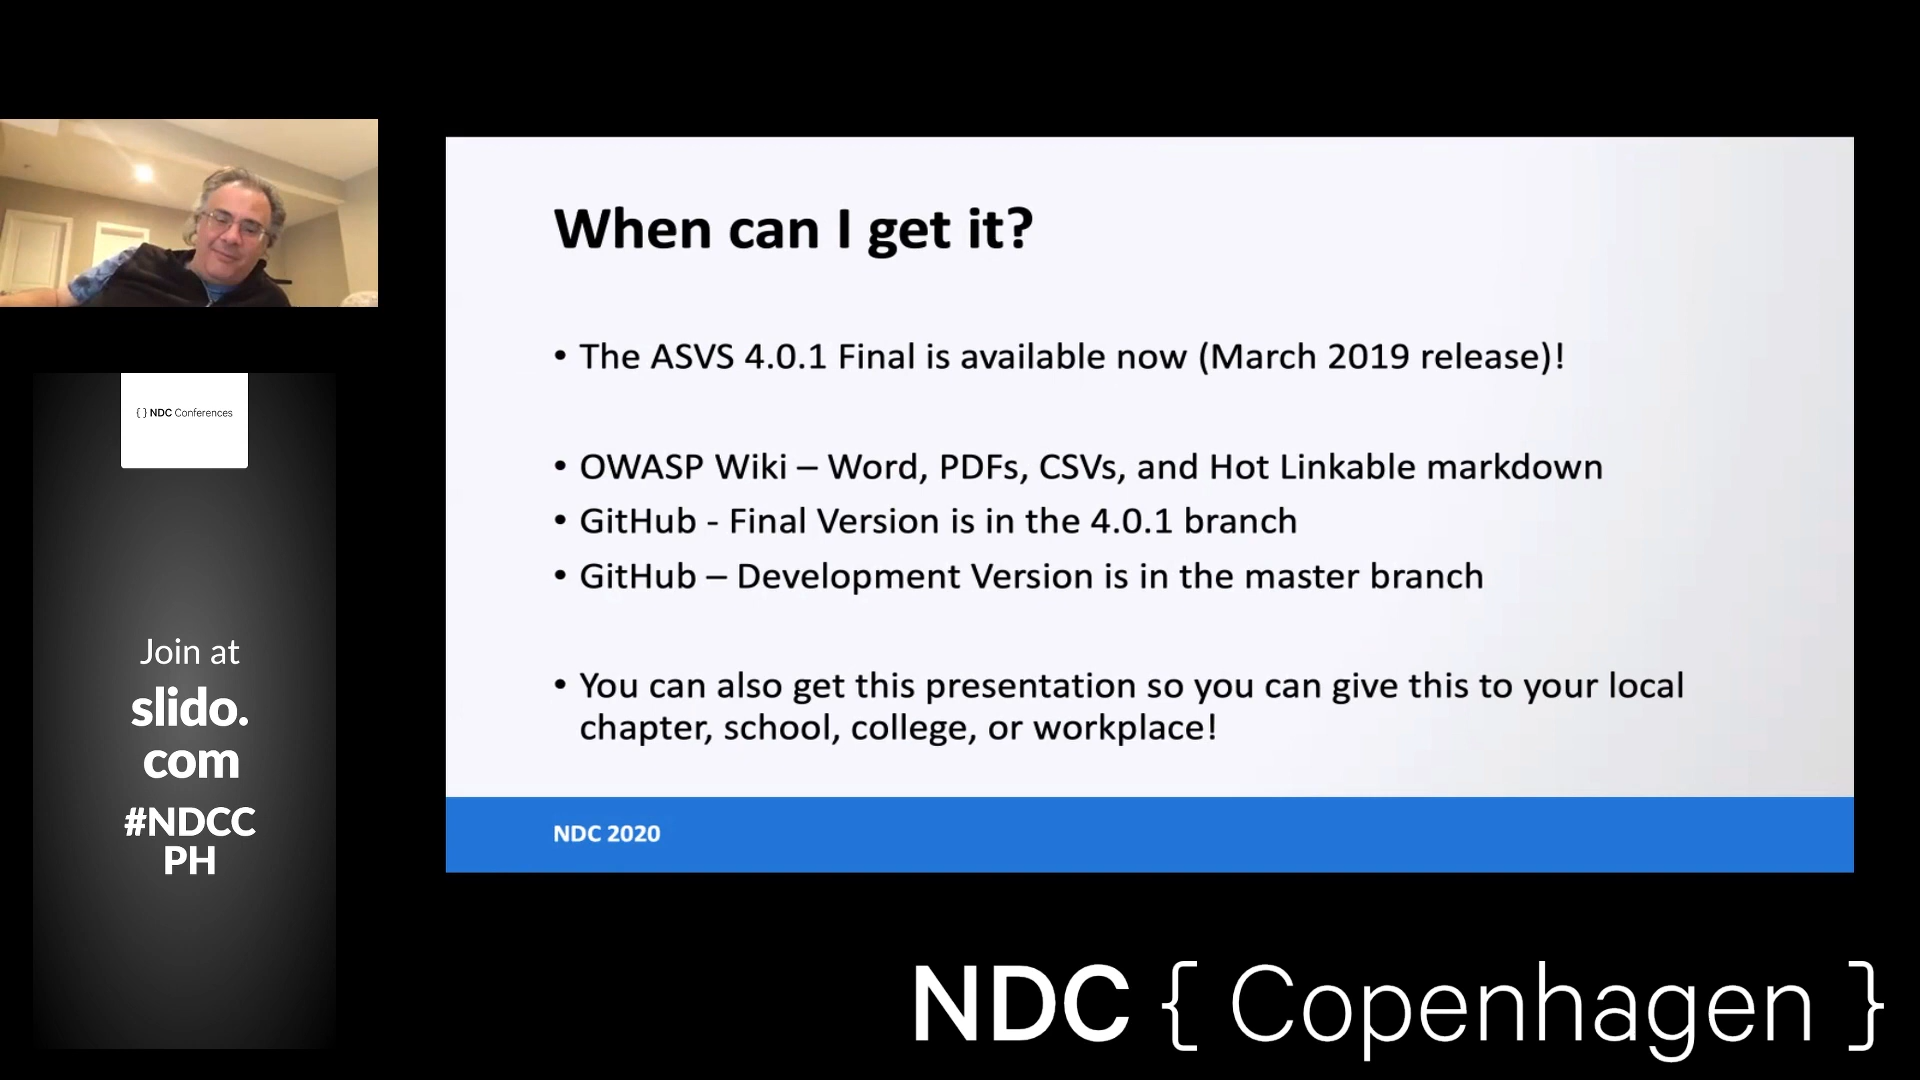 When can I get it?
• The ASVS 4.0.1 Final is available now (March 2019 release)!
• OWASP Wiki – Word, PDFs, CSVs, and Hot Linkable markdown
• GitHub - Final Version is in the 4.0.1 branch
• GitHub – Development Version is in the master branch
• You can also get this presentation so you can give this to your local
chapter, school, college, or workplace!
NDC 2020
{ } NDC Conferences
Join at
slido.
com
#NDCC
PH
NDC { Copenhagen }